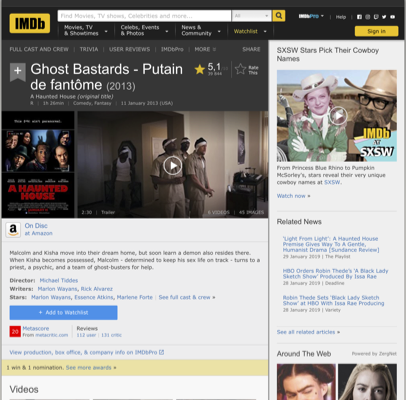 IMDb
Find Movies, TV shows, Celebrities and more...
All
IMDbPro
Help
Movies, TV
& Showtimes
Celebs, Events
& Photos
News &
Community
Watchlist
Sign in
FULL CAST AND CREW
TRIVIA
USER REVIEWS
IMDbPro
MORE
SHARE
Ghost Bastards - Putain
de fantôme (2013)
5,1
Rate
This
A Haunted House (original title)
R | 1h 26min | Comedy, Fantasy | 11 January 2013 (USA)
A HAUNTED
HOUSE
2:30 | Trailer
6 VIDEOS
45 IMAGES
On Disc
at Amazon
Malcolm and Kisha move into their dream home, but soon learn a demon also resides there.
When Kisha becomes possessed, Malcolm - determined to keep his sex life on track - turns to a
priest, a psychic, and a team of ghost-busters for help.
Director: Michael Tiddes
Writers: Marlon Wayans, Rick Alvarez
Stars: Marlon Wayans, Essence Atkins, Marlene Forte | See full cast & crew »
+ Add to Watchlist
20
Metascore
From metacritic.com
Reviews
112 user | 131 critic
View production, box office, & company info on IMDbPro
1 win & 1 nomination. See more awards »
Videos
SXSW Stars Pick Their Cowboy
Names
IMDb
AT
SXSW
From Princess Blue Rhino to Pumpkin
McSorley's, stars reveal their very
unique cowboy names at SXSW.
Watch now »
Related News
'Light From Light': A Haunted House
Premise Gives Way To A Gentle,
Humanist Drama [Sundance Review]
29 January 2019 | The Playlist
HBO Orders Robin Thede's 'A Black Lady
Sketch Show' Produced By Issa Rae
28 January 2019 | Deadline
Robin Thede Sets 'Black Lady Sketch
Show' at HBO With Issa Rae Producing
28 January 2019 | Variety
See all related articles »
Around The Web
Powered by ZergNet